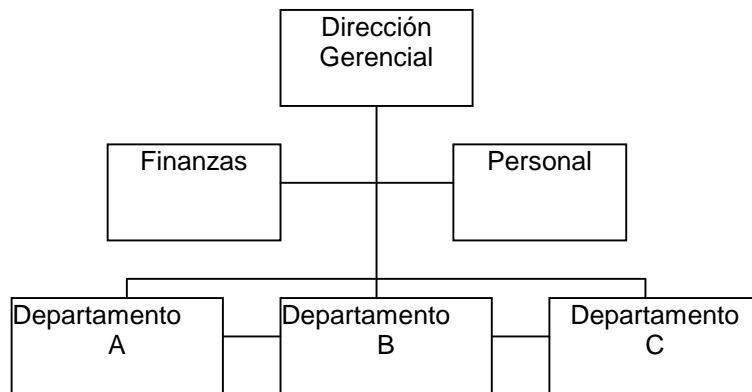 Dirección
Gerencial
Finanzas
Personal
Departamento
A
Departamento
B
Departamento
C